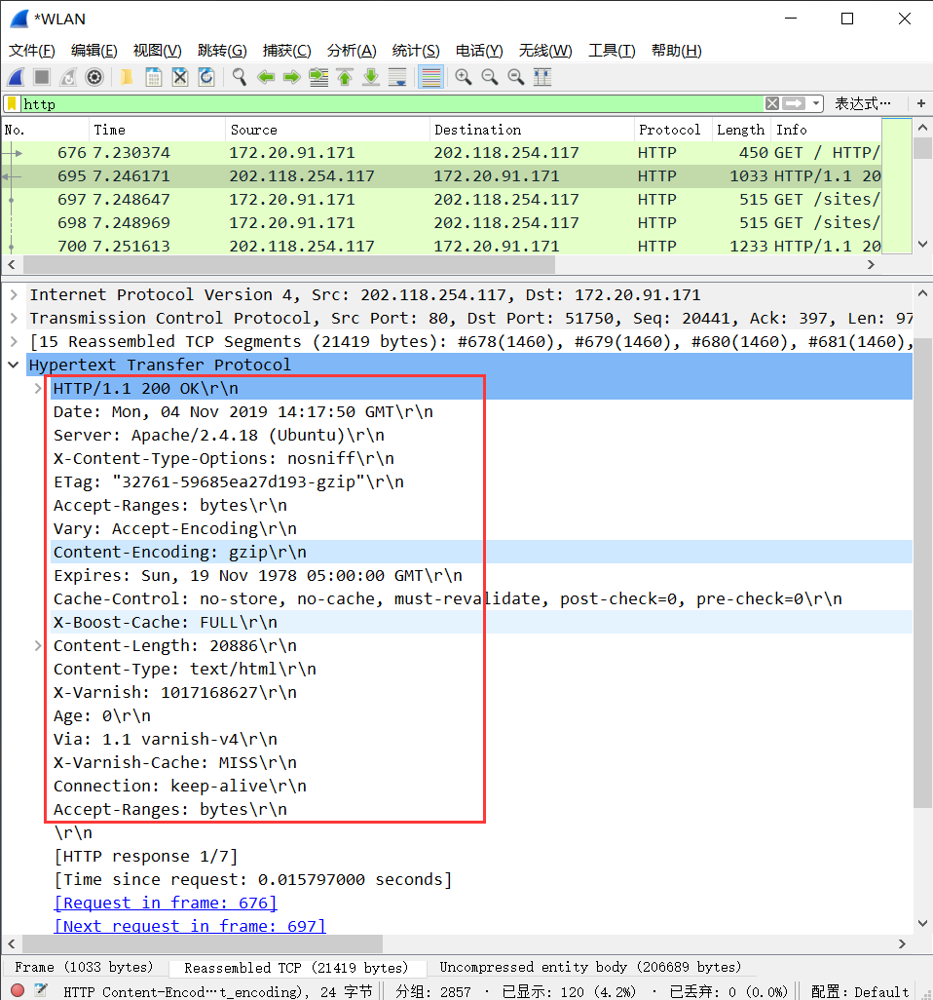 *WLAN
文件(F) 编辑(E) 视图(V) 跳转(G) 捕获(C) 分析(A) 统计(S) 电话(Y) 无线(W) 工具(T) 帮助(H)
http 表达式… +
No. Time Source Destination Protocol Length Info
676 7.230374 172.20.91.171 202.118.254.117 HTTP 450 GET / HTTP/
695 7.246171 202.118.254.117 172.20.91.171 HTTP 1033 HTTP/1.1 20
697 7.248647 172.20.91.171 202.118.254.117 HTTP 515 GET /sites/
698 7.248969 172.20.91.171 202.118.254.117 HTTP 515 GET /sites/
700 7.251613 202.118.254.117 172.20.91.171 HTTP 1233 HTTP/1.1 20
Internet Protocol Version 4, Src: 202.118.254.117, Dst: 172.20.91.171
Transmission Control Protocol, Src Port: 80, Dst Port: 51750, Seq: 20441, Ack: 397, Len: 97
[15 Reassembled TCP Segments (21419 bytes): #678(1460), #679(1460), #680(1460), #681(1460),
Hypertext Transfer Protocol
HTTP/1.1 200 OK\r\n
Date: Mon, 04 Nov 2019 14:17:50 GMT\r\n
Server: Apache/2.4.18 (Ubuntu)\r\n
X-Content-Type-Options: nosniff\r\n
ETag: "32761-59685ea27d193-gzip"\r\n
Accept-Ranges: bytes\r\n
Vary: Accept-Encoding\r\n
Content-Encoding: gzip\r\n
Expires: Sun, 19 Nov 1978 05:00:00 GMT\r\n
Cache-Control: no-store, no-cache, must-revalidate, post-check=0, pre-check=0\r\n
X-Boost-Cache: FULL\r\n
Content-Length: 20886\r\n
Content-Type: text/html\r\n
X-Varnish: 1017168627\r\n
Age: 0\r\n
Via: 1.1 varnish-v4\r\n
X-Varnish-Cache: MISS\r\n
Connection: keep-alive\r\n
Accept-Ranges: bytes\r\n
\r\n
[HTTP response 1/7]
[Time since request: 0.015797000 seconds]
[Request in frame: 676]
[Next request in frame: 697]
Frame (1033 bytes) Reassembled TCP (21419 bytes) Uncompressed entity body (206689 bytes)
HTTP Content-Encod…t_encoding), 24 字节 分组: 2857 · 已显示: 120 (4.2%) · 已丢弃: 0 (0.0%) 配置: Default